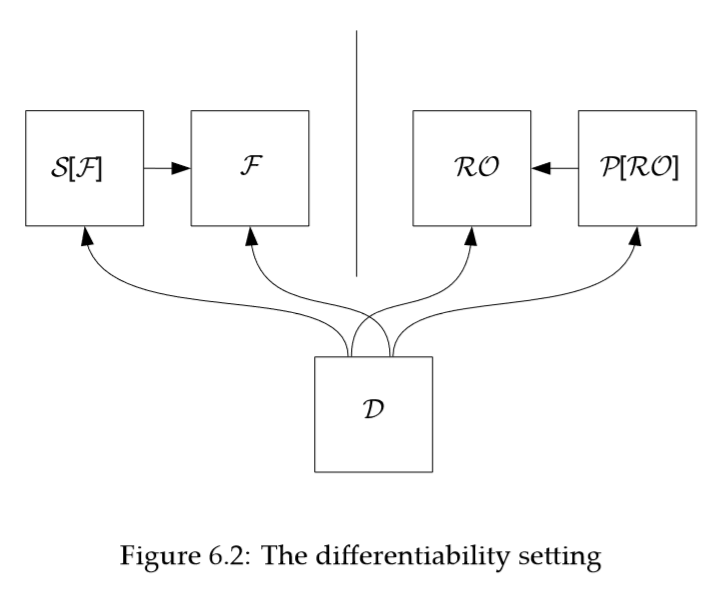 𝒮[ℱ]
ℱ
ℛ𝒪
𝒫[ℛ𝒪]
𝒟
Figure 6.2: The differentiability setting